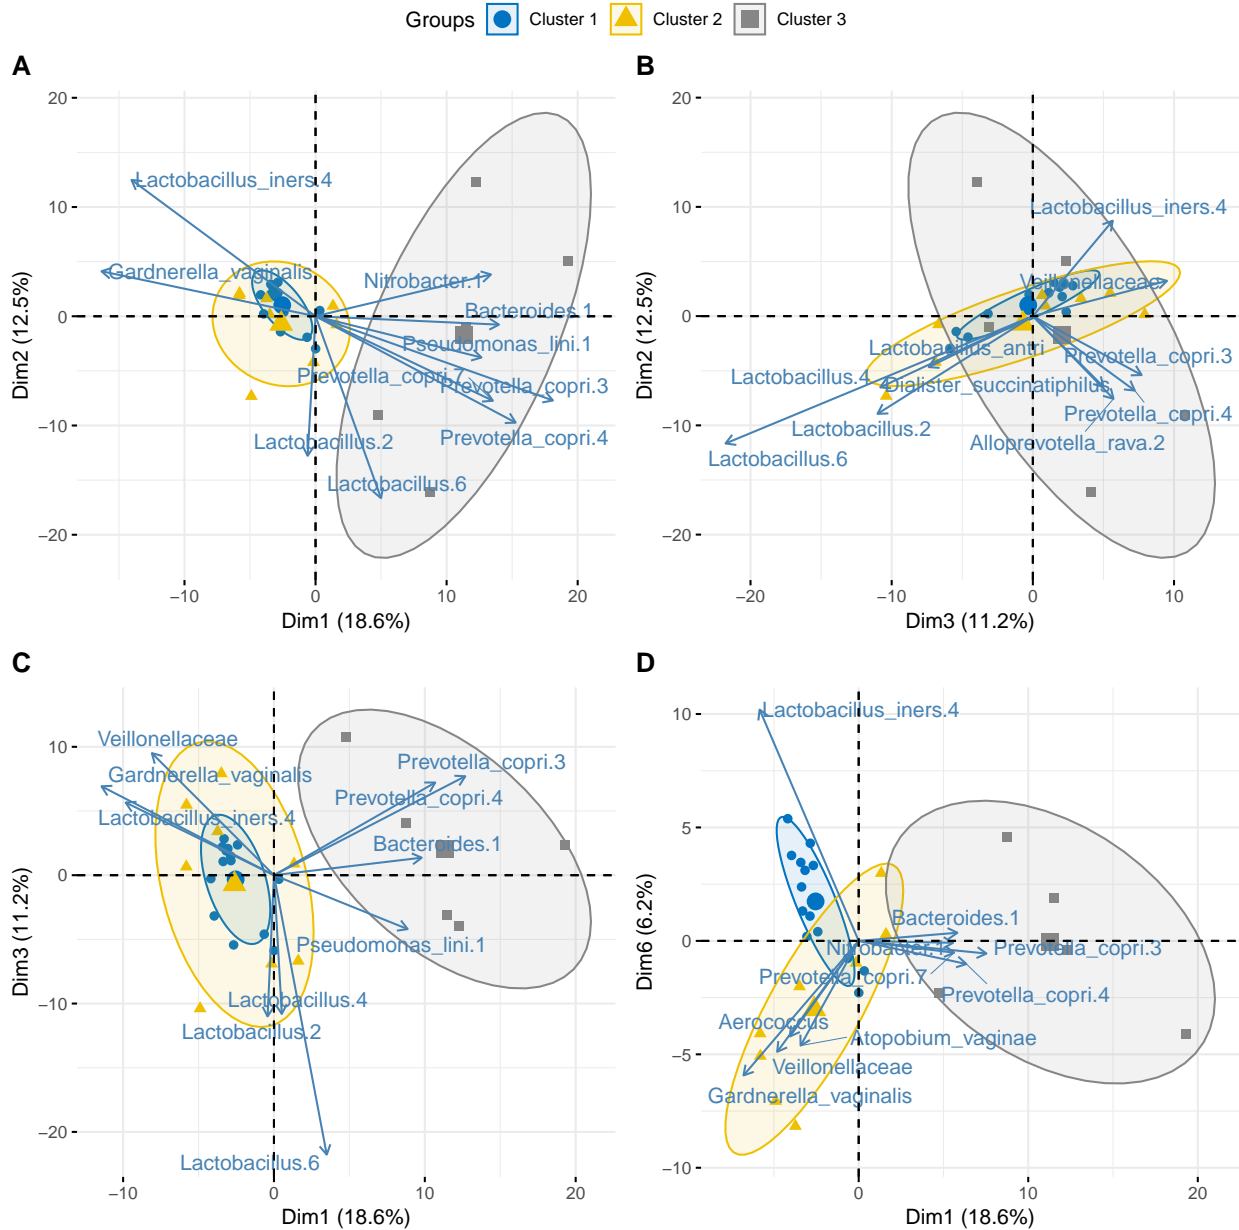 Groups Cluster 1 Cluster 2 Cluster 3
A
20
10
0
−10
−20
Dim2 (12.5%)
Lactobacillus_iners.4
Gardnerella_vaginalis
Nitrobacter.1
Bacteroides.1
Pseudomonas_lini.1
Prevotella_copri.7
Prevotella_copri.3
Prevotella_copri.4
Lactobacillus.2
Lactobacillus.6
−10 0 10 20
Dim1 (18.6%)
B
20
10
0
−10
−20
Dim2 (12.5%)
Lactobacillus_iners.4
Veillonellaceae
Lactobacillus_antri
Prevotella_copri.3
Lactobacillus.4
Dialister_succinatiphilus
Prevotella_copri.4
Lactobacillus.2
Alloprevotella_rava.2
Lactobacillus.6
−20 −10 0 10
Dim3 (11.2%)
C
10
0
−10
−20
Dim3 (11.2%)
Veillonellaceae
Prevotella_copri.3
Gardnerella_vaginalis
Prevotella_copri.4
Lactobacillus_iners.4
Bacteroides.1
Pseudomonas_lini.1
Lactobacillus.4
Lactobacillus.2
Lactobacillus.6
−10 0 10 20
Dim1 (18.6%)
D
10
5
0
−5
−10
Dim6 (6.2%)
Lactobacillus_iners.4
Bacteroides.1
Nitrobacter.1
Prevotella_copri.3
Prevotella_copri.7
Prevotella_copri.4
Aerococcus
Atopobium_vaginae
Veillonellaceae
Gardnerella_vaginalis
0 10 20
Dim1 (18.6%)